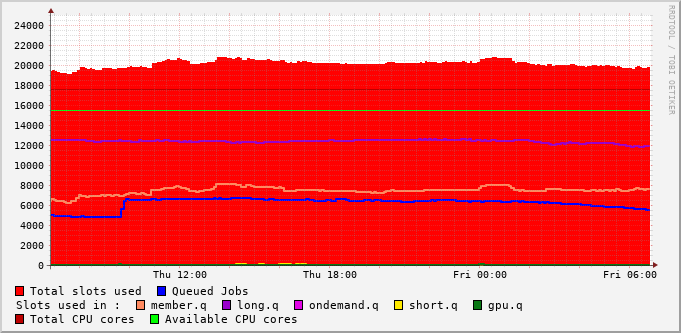 24000
22000
20000
18000
16000
14000
12000
10000
8000
6000
4000
2000
0
Thu 12:00 Thu 18:00 Fri 00:00 Fri 06:00
Total slots used Queued Jobs
Slots used in : member.q long.q ondemand.q short.q gpu.q
Total CPU cores Available CPU cores
RRDTOOL / TOBI OETIKER